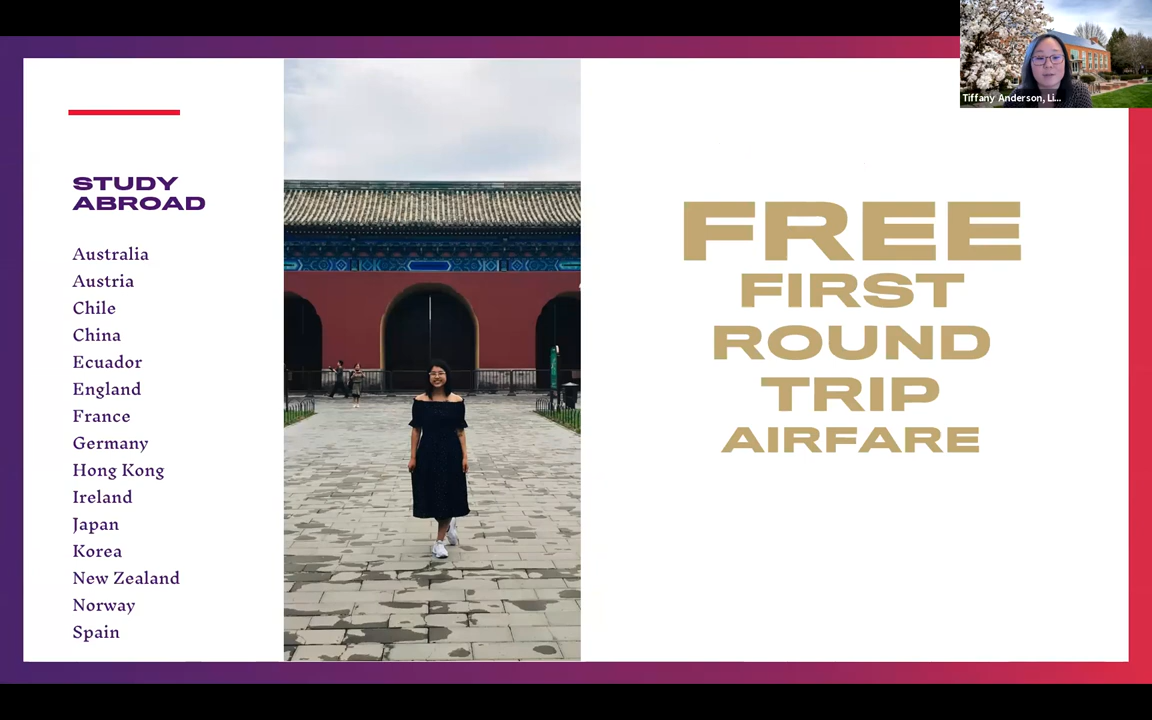 Tiffany Anderson, Li...
STUDY
ABROAD
Australia
Austria
Chile
China
Ecuador
England
France
Germany
Hong Kong
Ireland
Japan
Korea
New Zealand
Norway
Spain
FREE
FIRST
ROUND
TRIP
AIRFARE